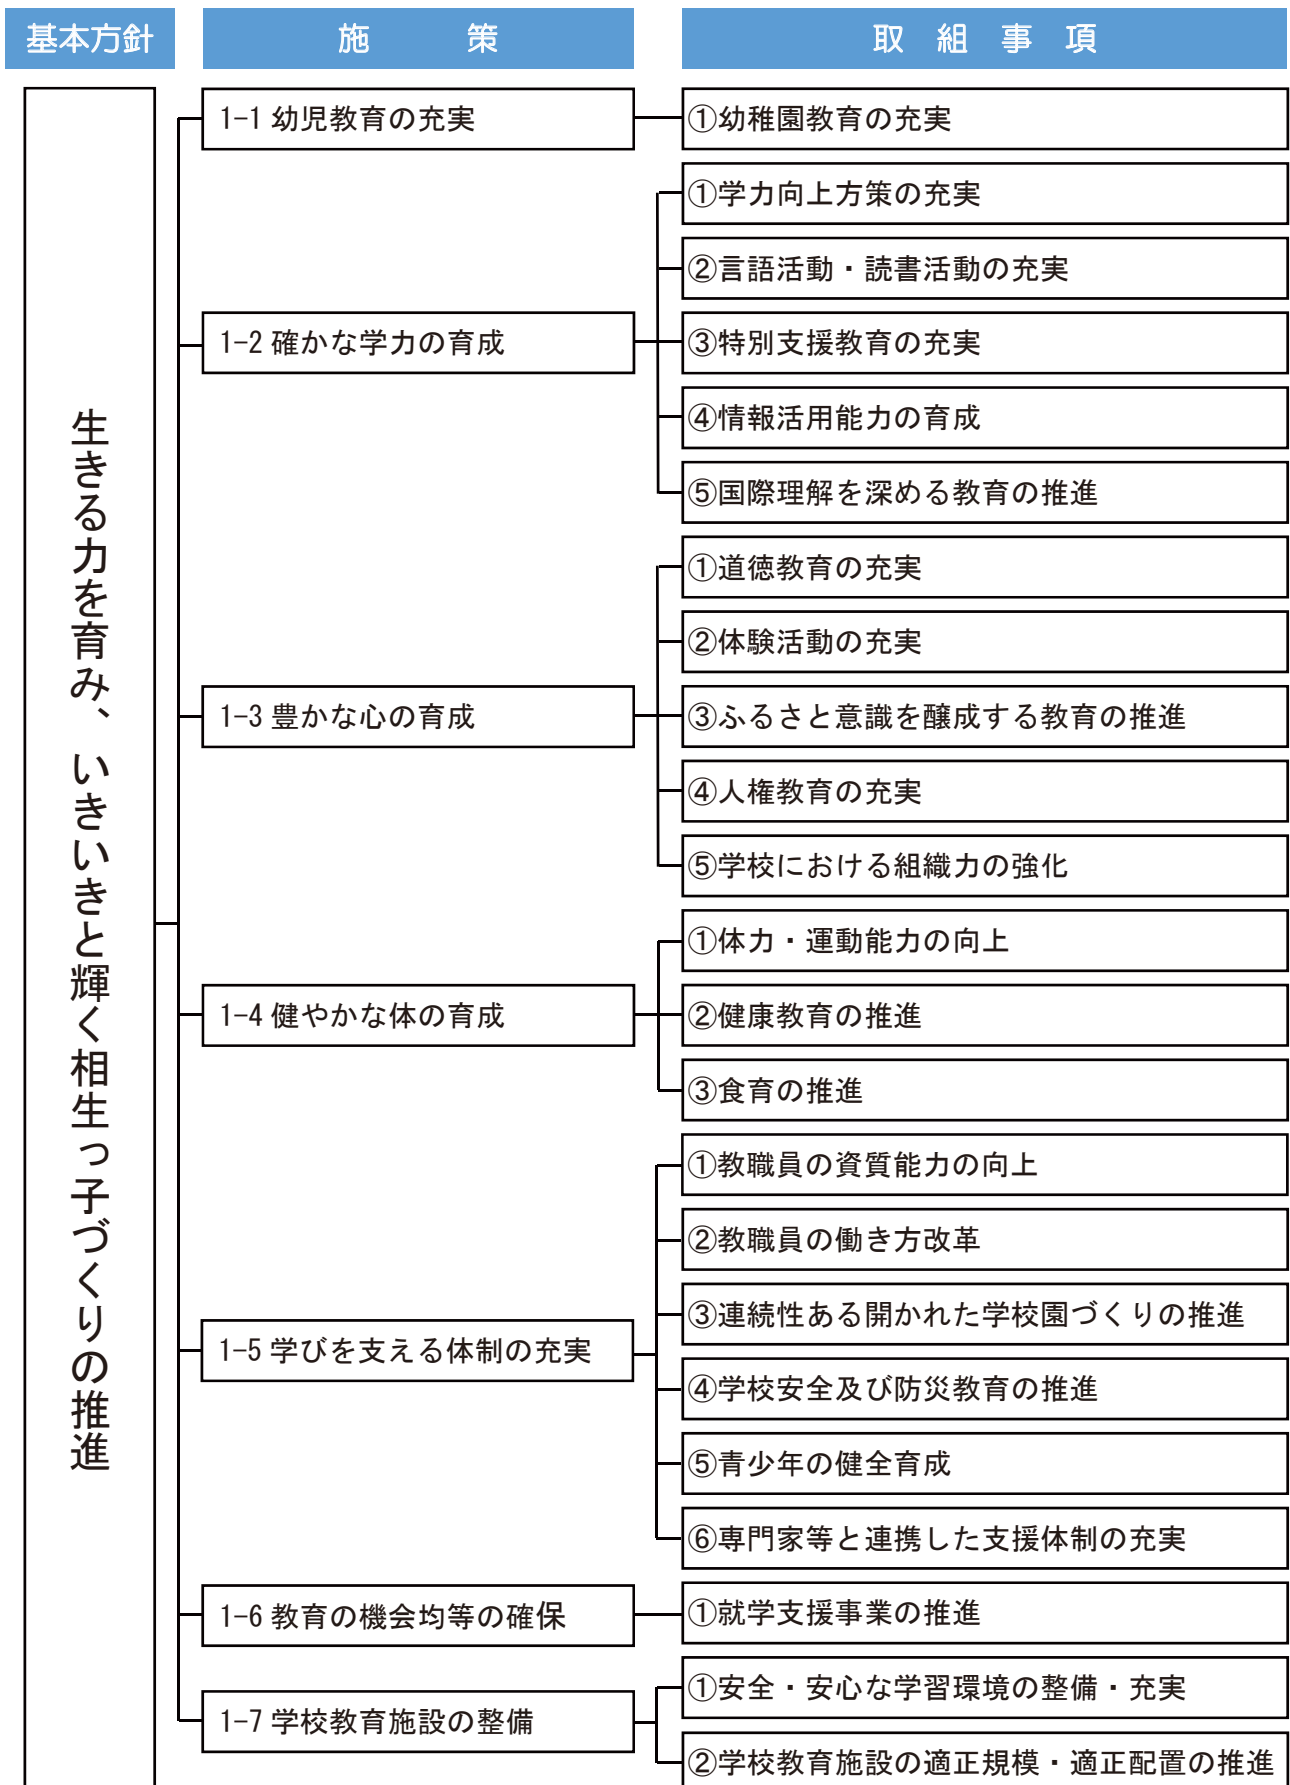 基本方針
施　策
取 組 事 項
生きる力を育み、いきいきと輝く相生っ子づくりの推進
1-1 幼児教育の充実
①幼稚園教育の充実
1-2 確かな学力の育成
①学力向上方策の充実
②言語活動・読書活動の充実
③特別支援教育の充実
④情報活用能力の育成
⑤国際理解を深める教育の推進
1-3 豊かな心の育成
①道徳教育の充実
②体験活動の充実
③ふるさと意識を醸成する教育の推進
④人権教育の充実
⑤学校における組織力の強化
1-4 健やかな体の育成
①体力・運動能力の向上
②健康教育の推進
③食育の推進
1-5 学びを支える体制の充実
①教職員の資質能力の向上
②教職員の働き方改革
③連続性ある開かれた学校園づくりの推進
④学校安全及び防災教育の推進
⑤青少年の健全育成
⑥専門家等と連携した支援体制の充実
1-6 教育の機会均等の確保
①就学支援事業の推進
1-7 学校教育施設の整備
①安全・安心な学習環境の整備・充実
②学校教育施設の適正規模・適正配置の推進